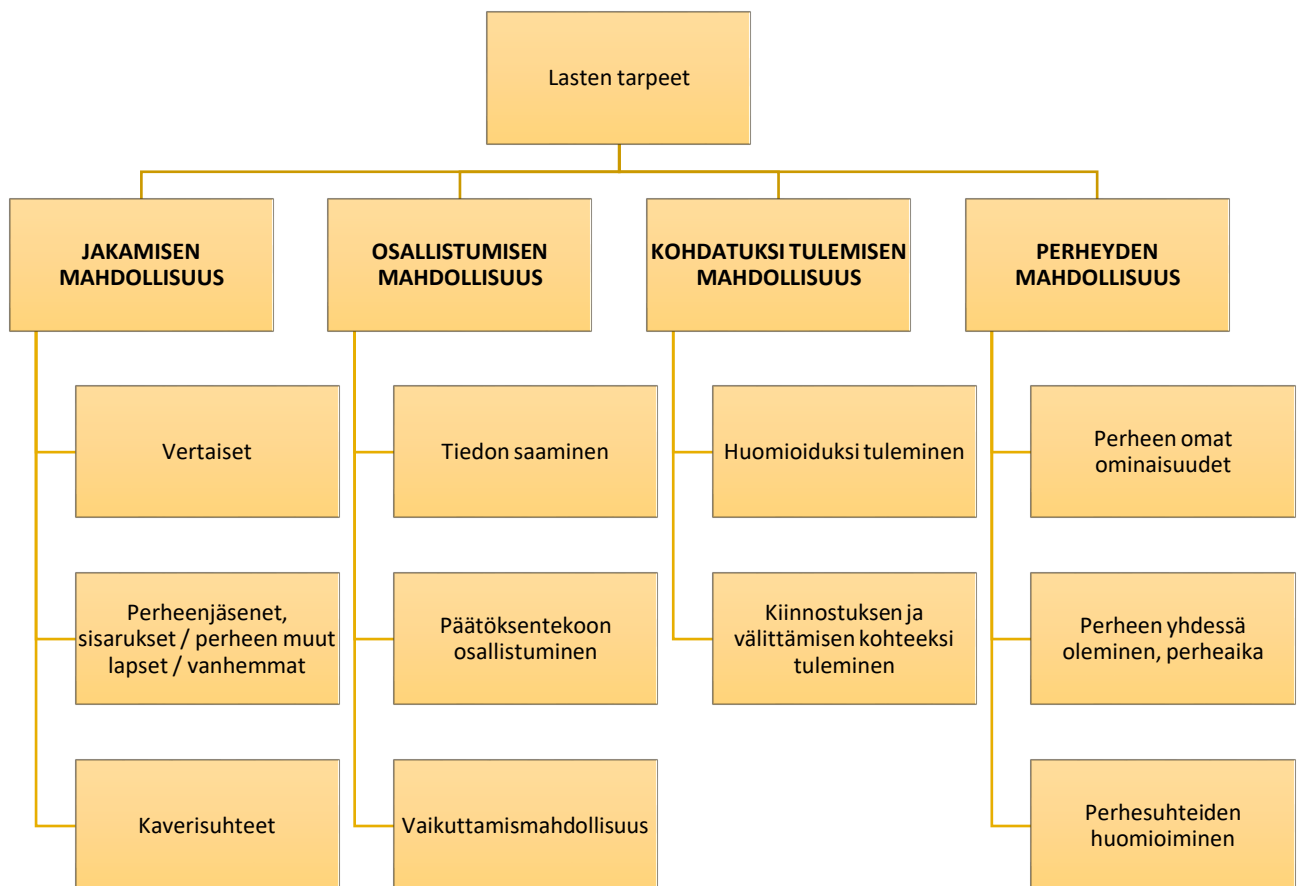 Lasten tarpeet
JAKAMISEN
MAHDOLLISUUS
OSALLISTUMISEN
MAHDOLLISUUS
KOHDATUKSI TULEMISEN
MAHDOLLISUUS
PERHEYDEN
MAHDOLLISUUS
Vertaiset
Tiedon saaminen
Huomioiduksi tuleminen
Perheen omat
ominaisuudet
Perheenjäsenet,
sisarukset / perheen muut
lapset / vanhemmat
Päätöksentekoon
osallistuminen
Kiinnostuksen ja
välittämisen kohteeksi
tuleminen
Perheen yhdessä
oleminen, perheaika
Kaverisuhteet
Vaikuttamismahdollisuus
Perhesuhteiden
huomioiminen